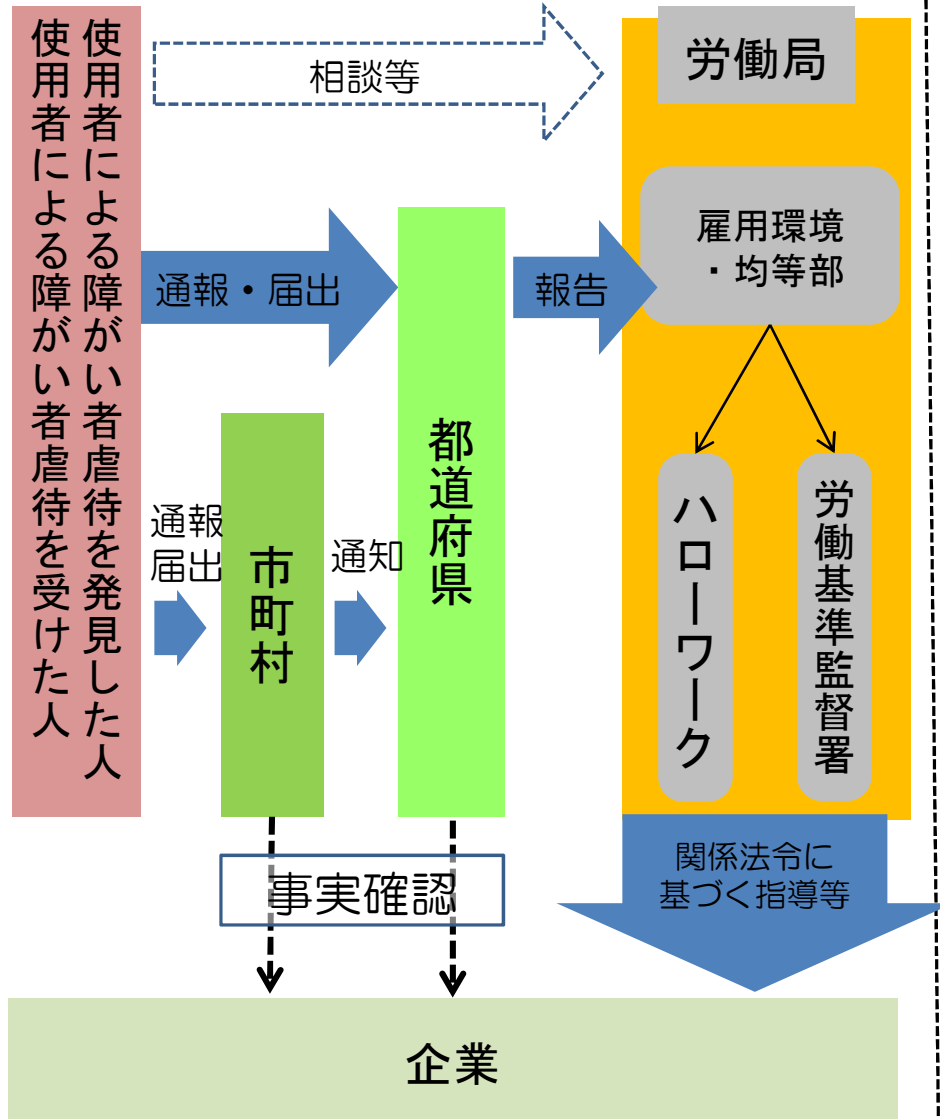 使用者による障がい者虐待を発見した人
使用者による障がい者虐待を受けた人
相談等
労働局
雇用環境
・均等部
通報・届出
報告
都道府県
市町村
通報
届出
通知
ハローワーク
労働基準監督署
関係法令に
基づく指導等
事実確認
企業